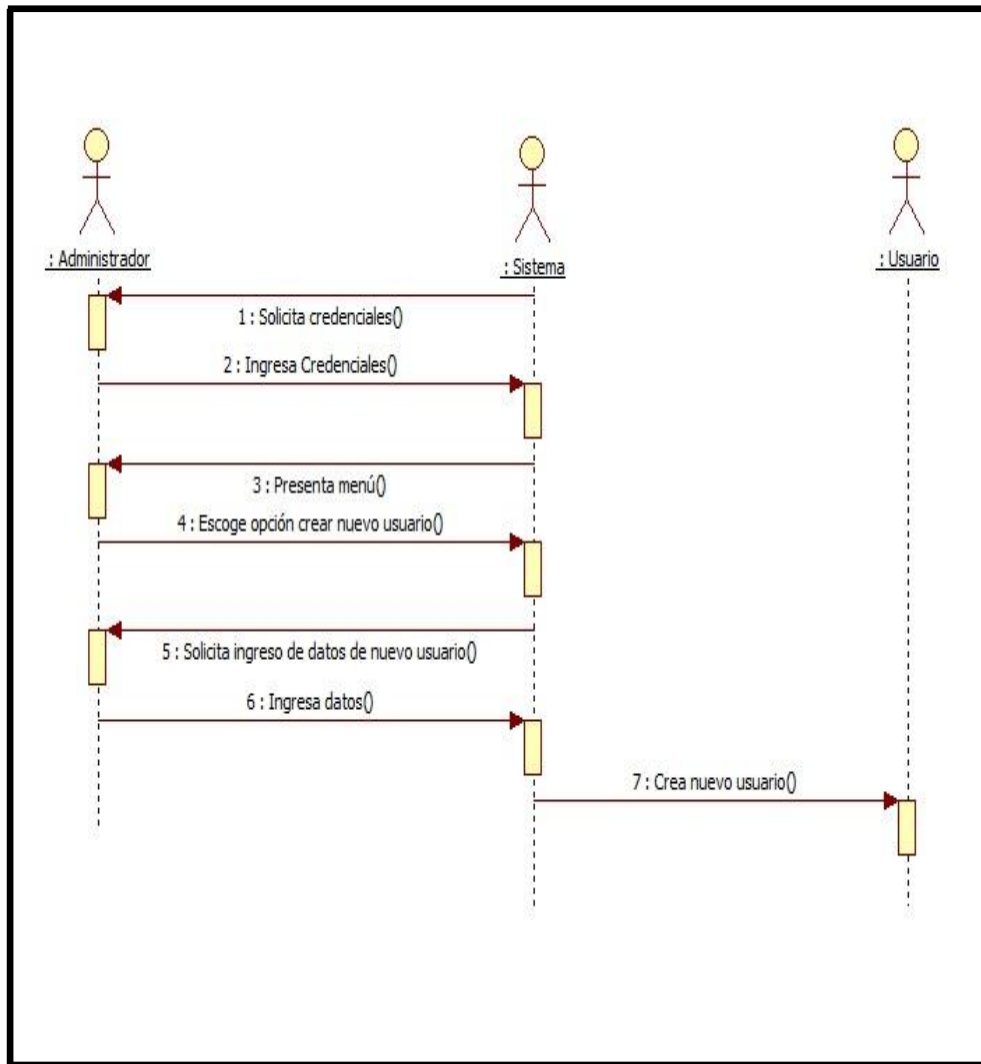 : Administrador
: Sistema
: Usuario
1 : Solicita credenciales()
2 : Ingresa Credenciales()
3 : Presenta menú()
4 : Escoge opción crear nuevo usuario()
5 : Solicita ingreso de datos de nuevo usuario()
6 : Ingresa datos()
7 : Crea nuevo usuario()